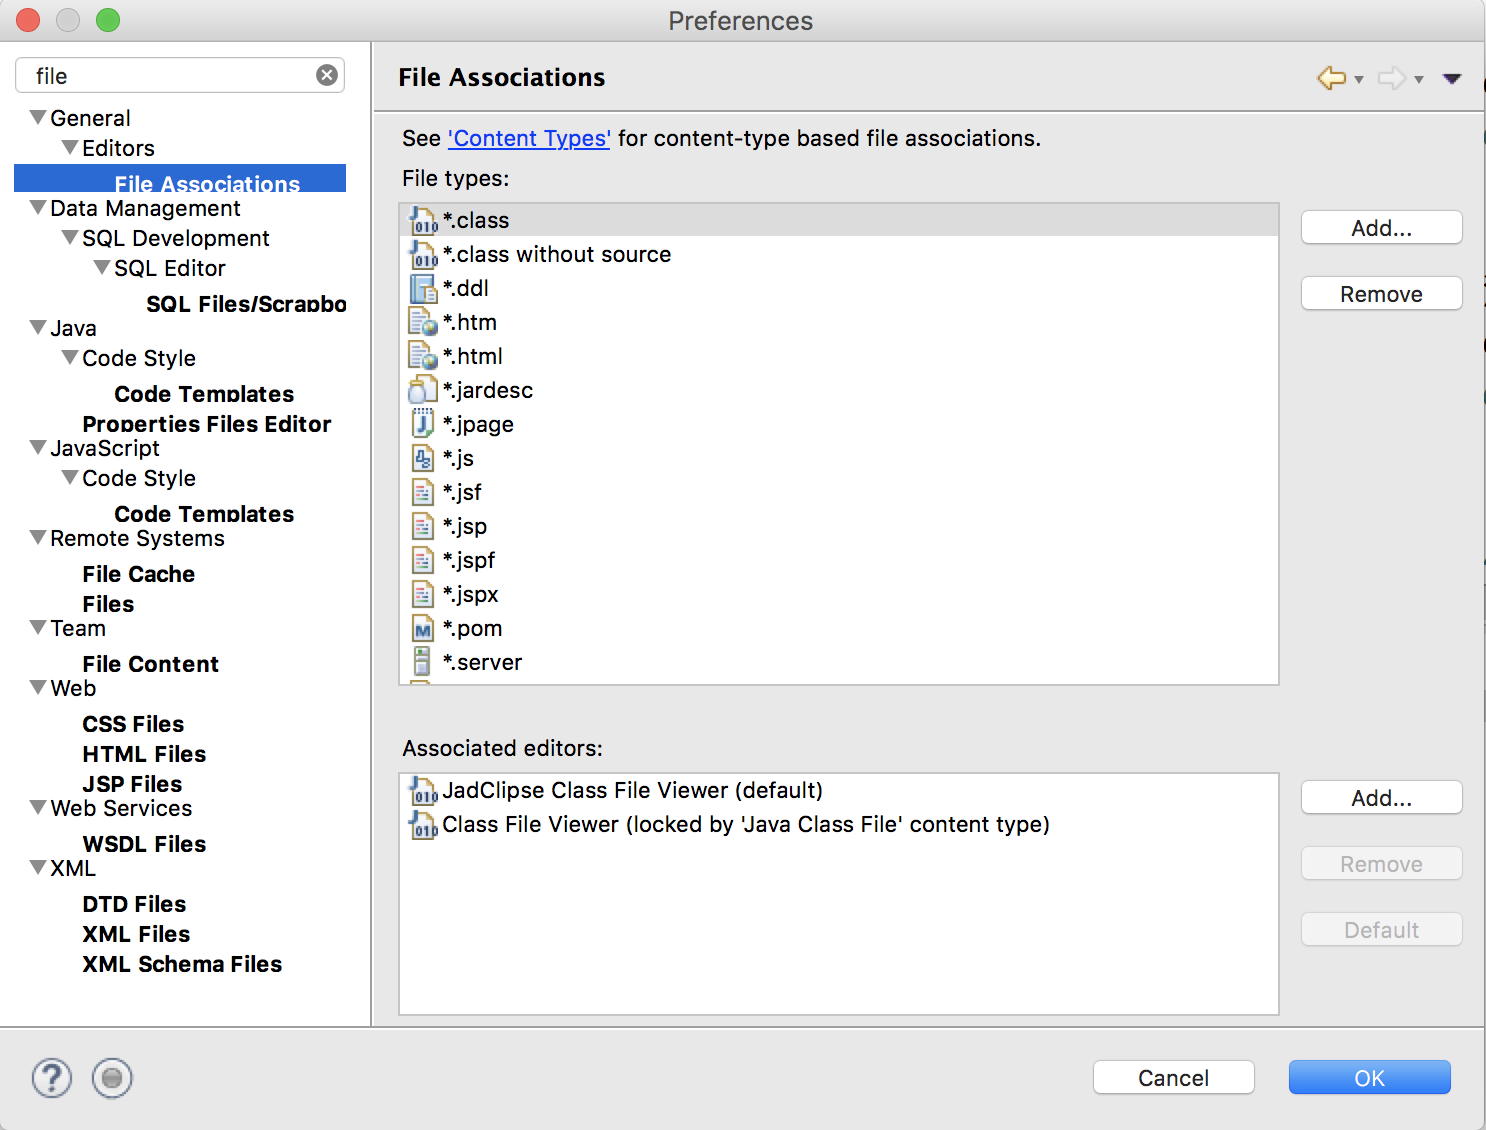 Preferences
file
General
Editors
File Associations
Data Management
SQL Development
SQL Editor
SQL Files/Scrapbo
Java
Code Style
Code Templates
Properties Files Editor
JavaScript
Code Style
Code Templates
Remote Systems
File Cache
Files
Team
File Content
Web
CSS Files
HTML Files
JSP Files
Web Services
WSDL Files
XML
DTD Files
XML Files
XML Schema Files
File Associations
See 'Content Types' for content-type based file associations.
File types:
*.class
*.class without source
*.ddl
*.htm
*.html
*.jardesc
*.jpage
*.js
*.jsf
*.jsp
*.jspf
*.jspx
*.pom
*.server
Add...
Remove
Associated editors:
JadClipse Class File Viewer (default)
Class File Viewer (locked by 'Java Class File' content type)
Add...
Remove
Default
?
Cancel
OK